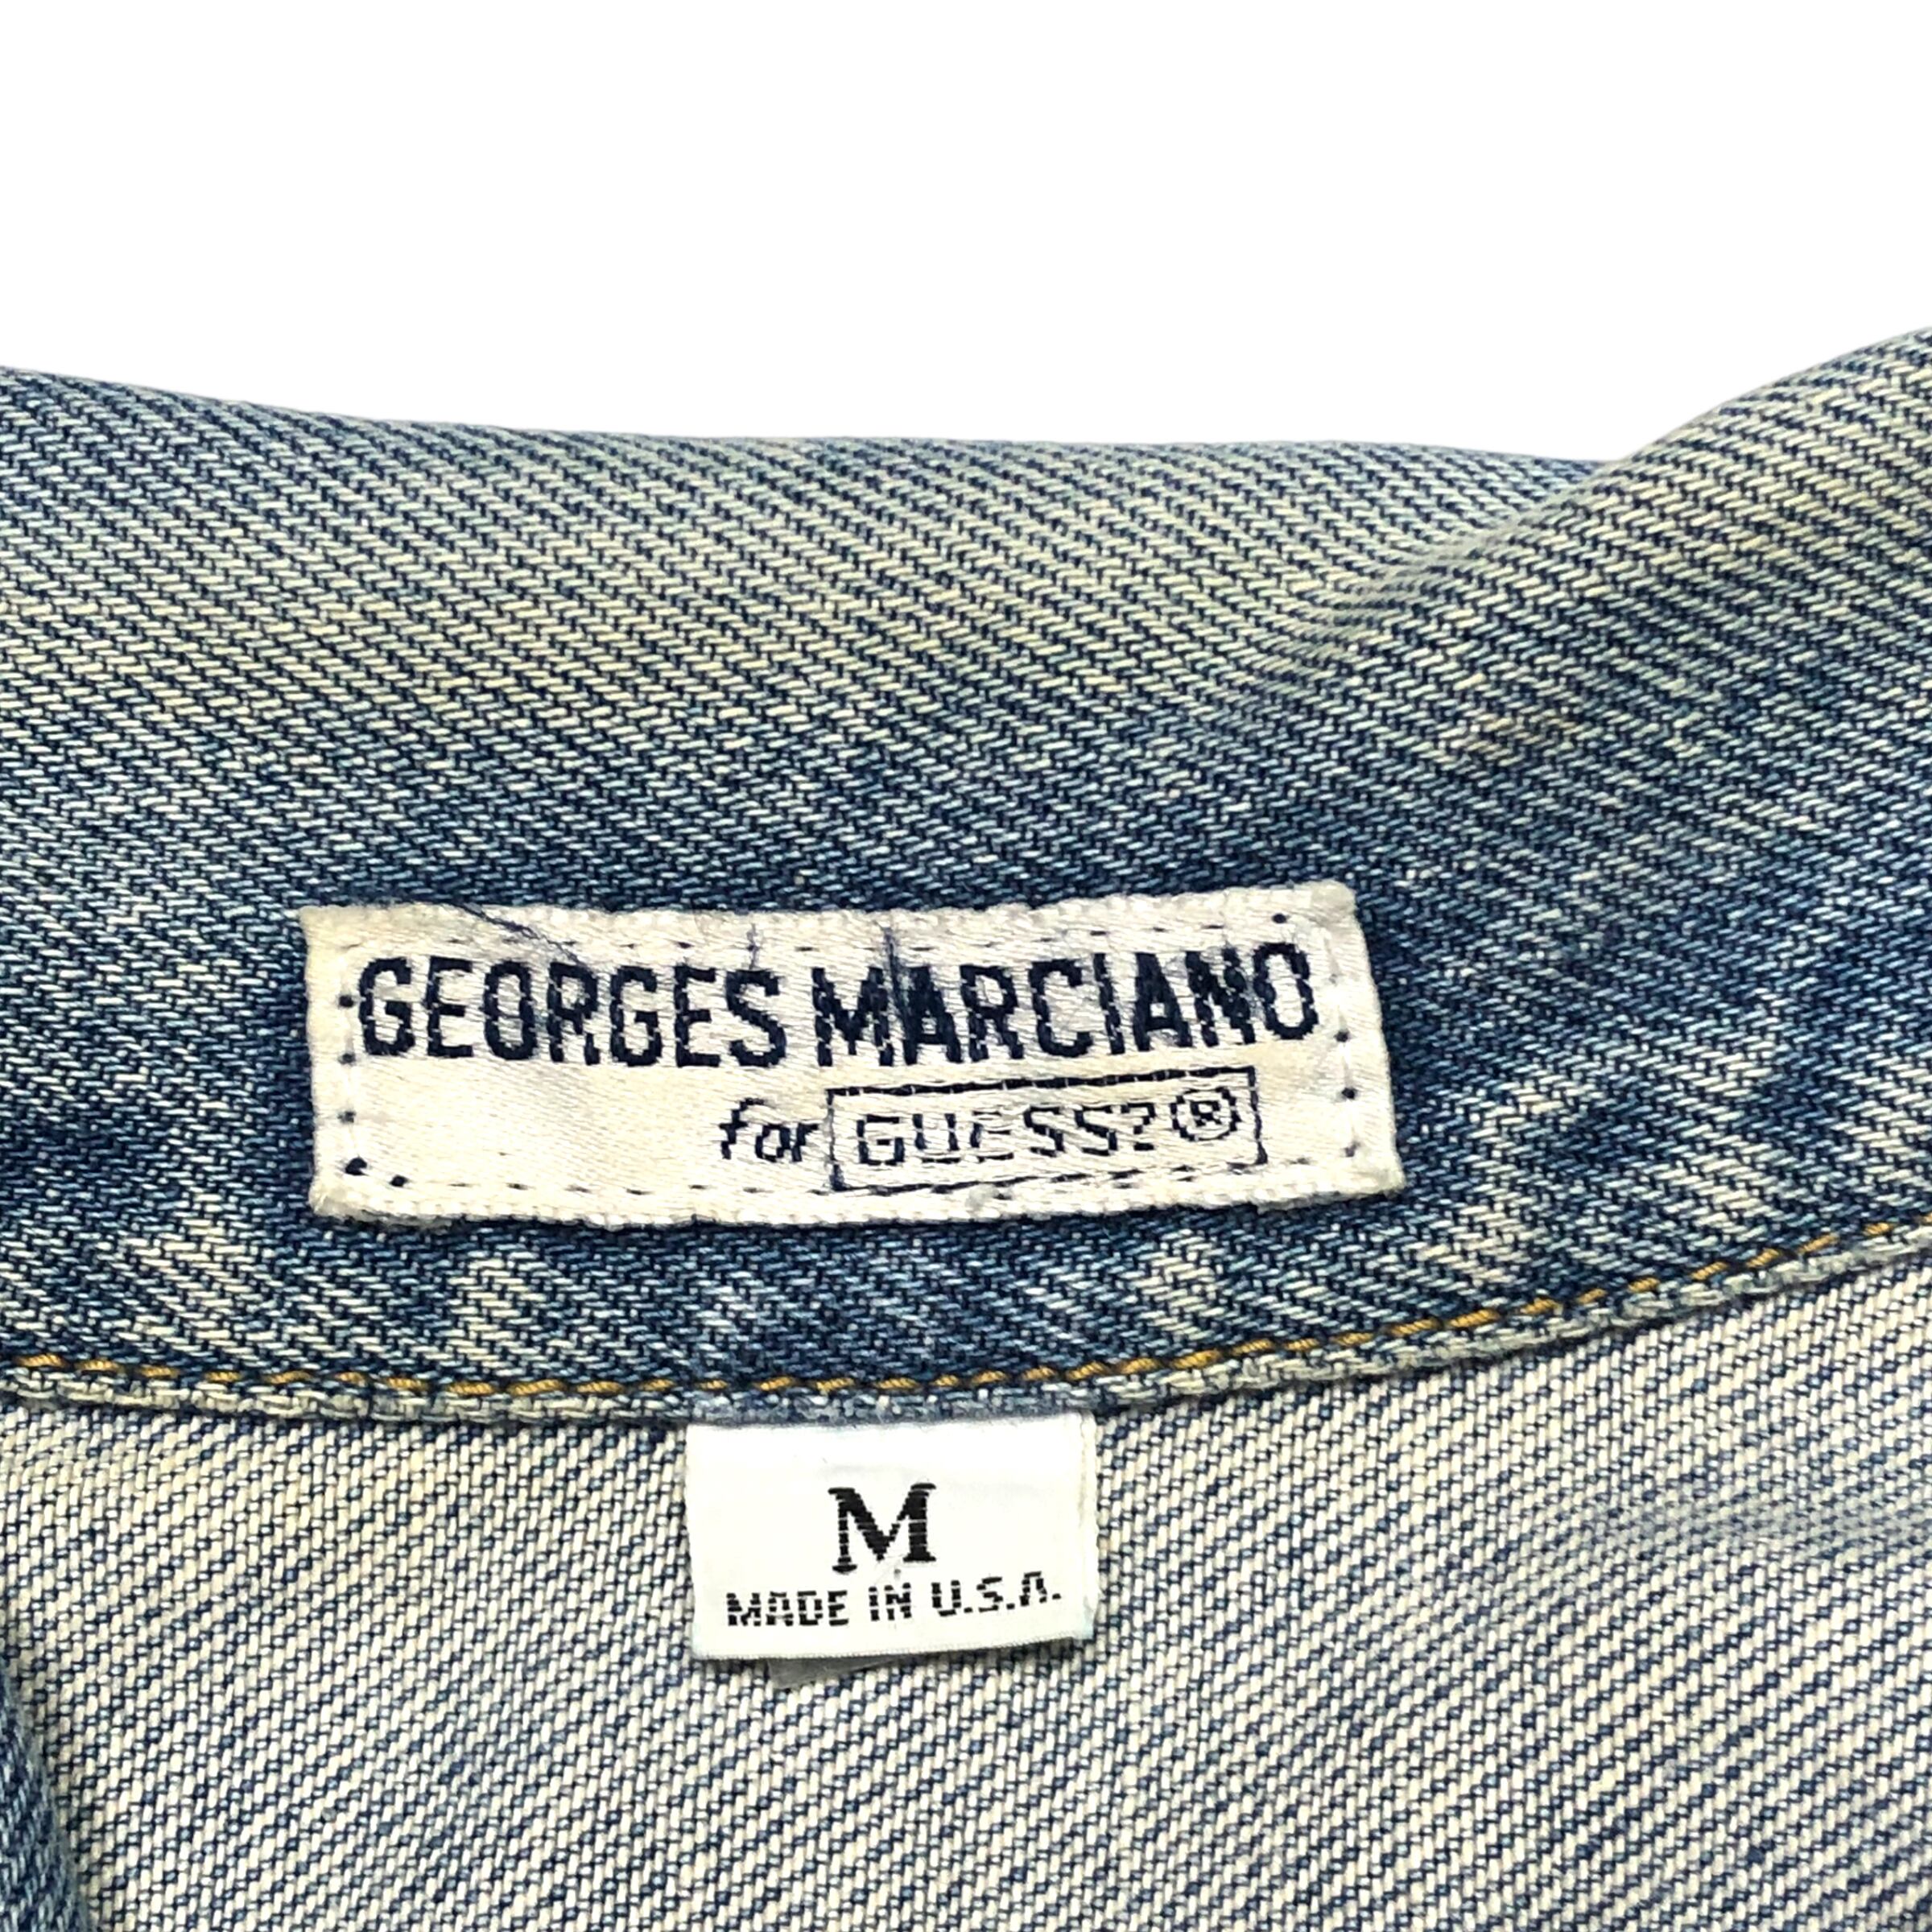 GEORGES MARCIANO
for GUESS?®
M
MADE IN U.S.A.